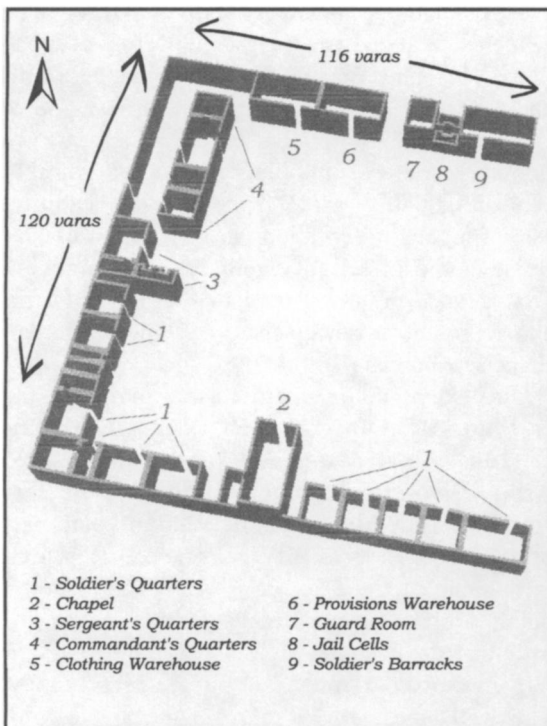 N
116 varas
5
6
7
8
9
4
120 varas
3
1
1
2
1
1 - Soldier's Quarters
2 - Chapel
3 - Sergeant's Quarters
4 - Commandant's Quarters
5 - Clothing Warehouse
6 - Provisions Warehouse
7 - Guard Room
8 - Jail Cells
9 - Soldier's Barracks